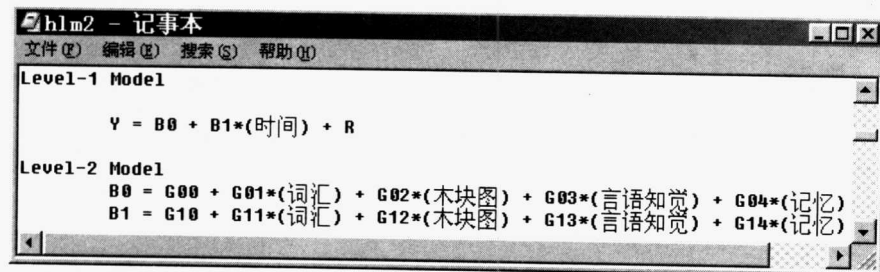 hlm2 - 记事本
文件(F) 编辑(E) 搜索(S) 帮助(H)
Level-1 Model
Y = B0 + B1*(时间) + R
Level-2 Model
B0 = G00 + G01*(词汇) + G02*(木块图) + G03*(言语知觉) + G04*(记忆)
B1 = G10 + G11*(词汇) + G12*(木块图) + G13*(言语知觉) + G14*(记忆)